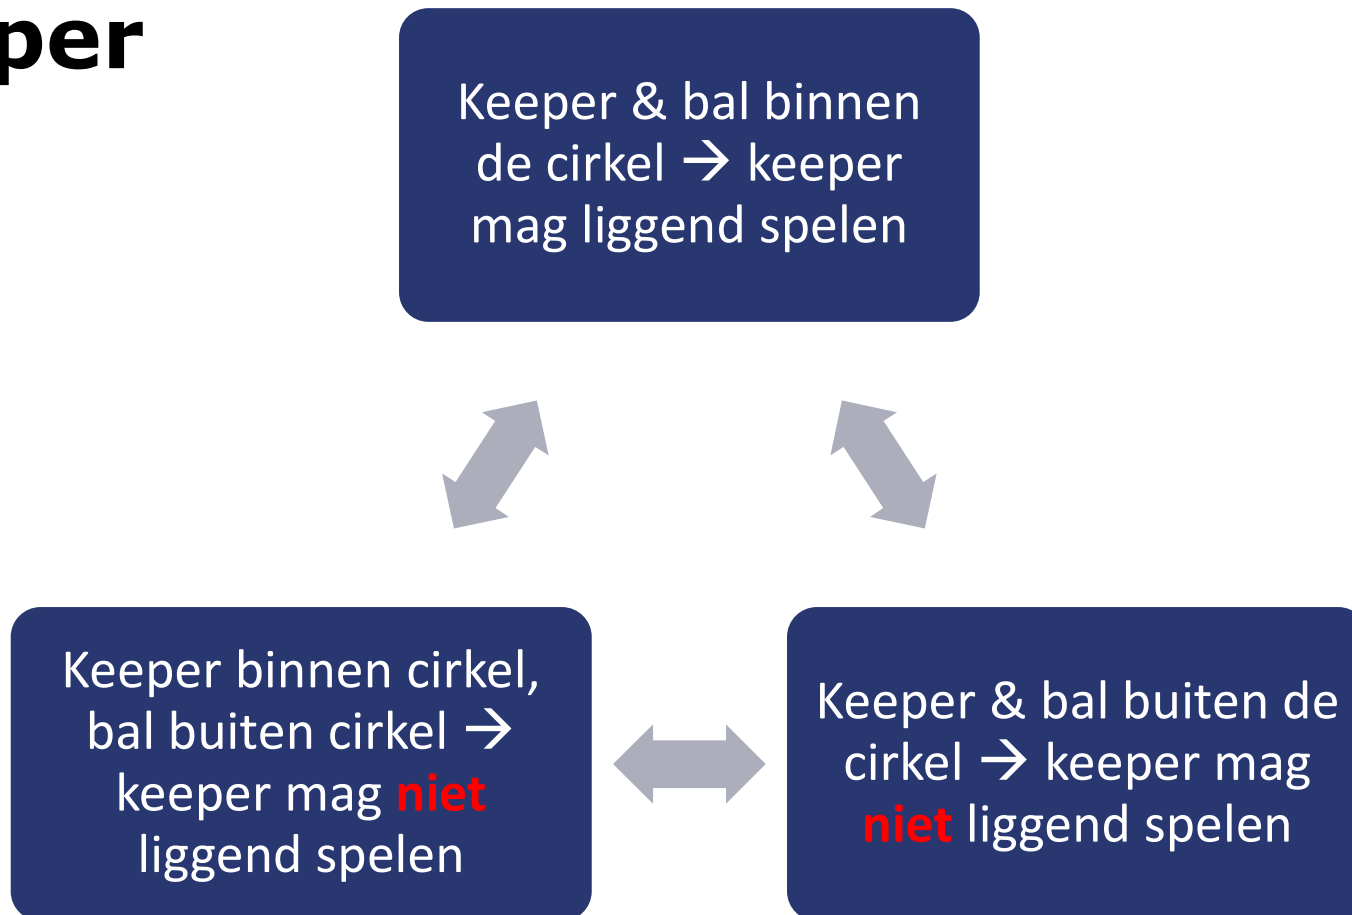 per
Keeper & bal binnen
de cirkel → keeper
mag liggend spelen
Keeper binnen cirkel,
bal buiten cirkel →
keeper mag niet
liggend spelen
Keeper & bal buiten de
cirkel → keeper mag
niet liggend spelen